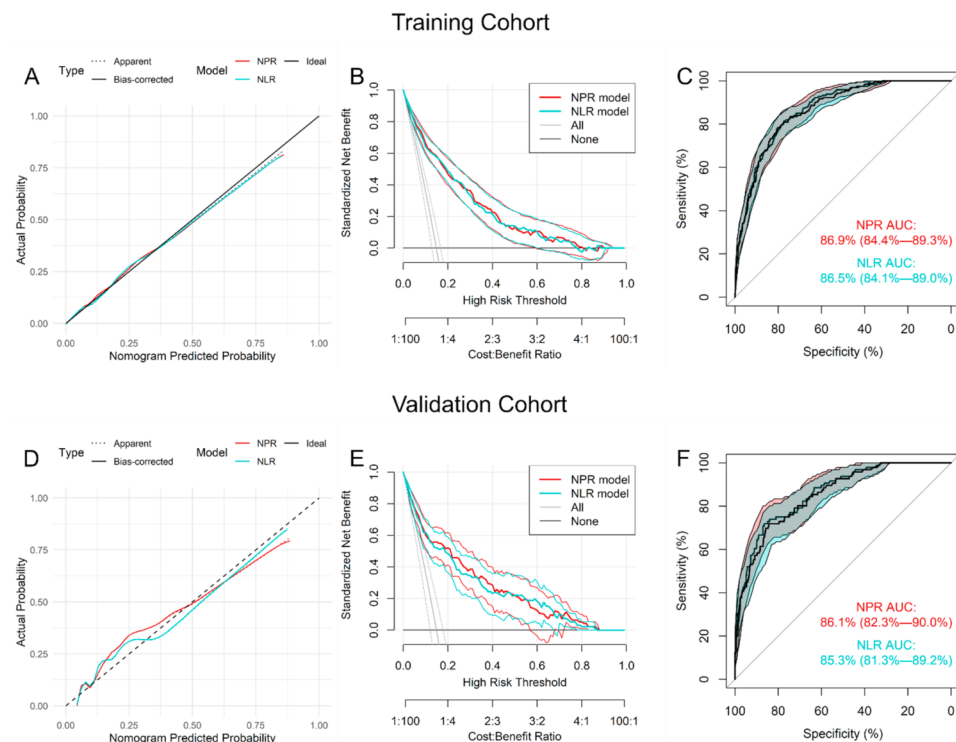 Training Cohort
A
Type
Apparent
Bias-corrected
Model
NPR
NLR
Ideal
1.00
0.75
0.50
0.25
0.00
Actual Probability
0.00 0.25 0.50 0.75 1.00
Nomogram Predicted Probability
B
NPR model
NLR model
All
None
1.0
0.8
0.6
0.4
0.2
0.0
Standardized Net Benefit
0.0 0.2 0.4 0.6 0.8 1.0
High Risk Threshold
1:100 1:4 2:3 3:2 4:1 100:1
Cost:Benefit Ratio
C
100
80
60
40
20
0
Sensitivity (%)
NPR AUC:
86.9% (84.4%—89.3%)
NLR AUC:
86.5% (84.1%—89.0%)
100 80 60 40 20 0
Specificity (%)
Validation Cohort
D
Type
Apparent
Bias-corrected
Model
NPR
NLR
Ideal
1.00
0.75
0.50
0.25
0.00
Actual Probability
0.00 0.25 0.50 0.75 1.00
Nomogram Predicted Probability
E
NPR model
NLR model
All
None
1.0
0.8
0.6
0.4
0.2
0.0
Standardized Net Benefit
0.0 0.2 0.4 0.6 0.8 1.0
High Risk Threshold
1:100 1:4 2:3 3:2 4:1 100:1
Cost:Benefit Ratio
F
100
80
60
40
20
0
Sensitivity (%)
NPR AUC:
86.1% (82.3%—90.0%)
NLR AUC:
85.3% (81.3%—89.2%)
100 80 60 40 20 0
Specificity (%)